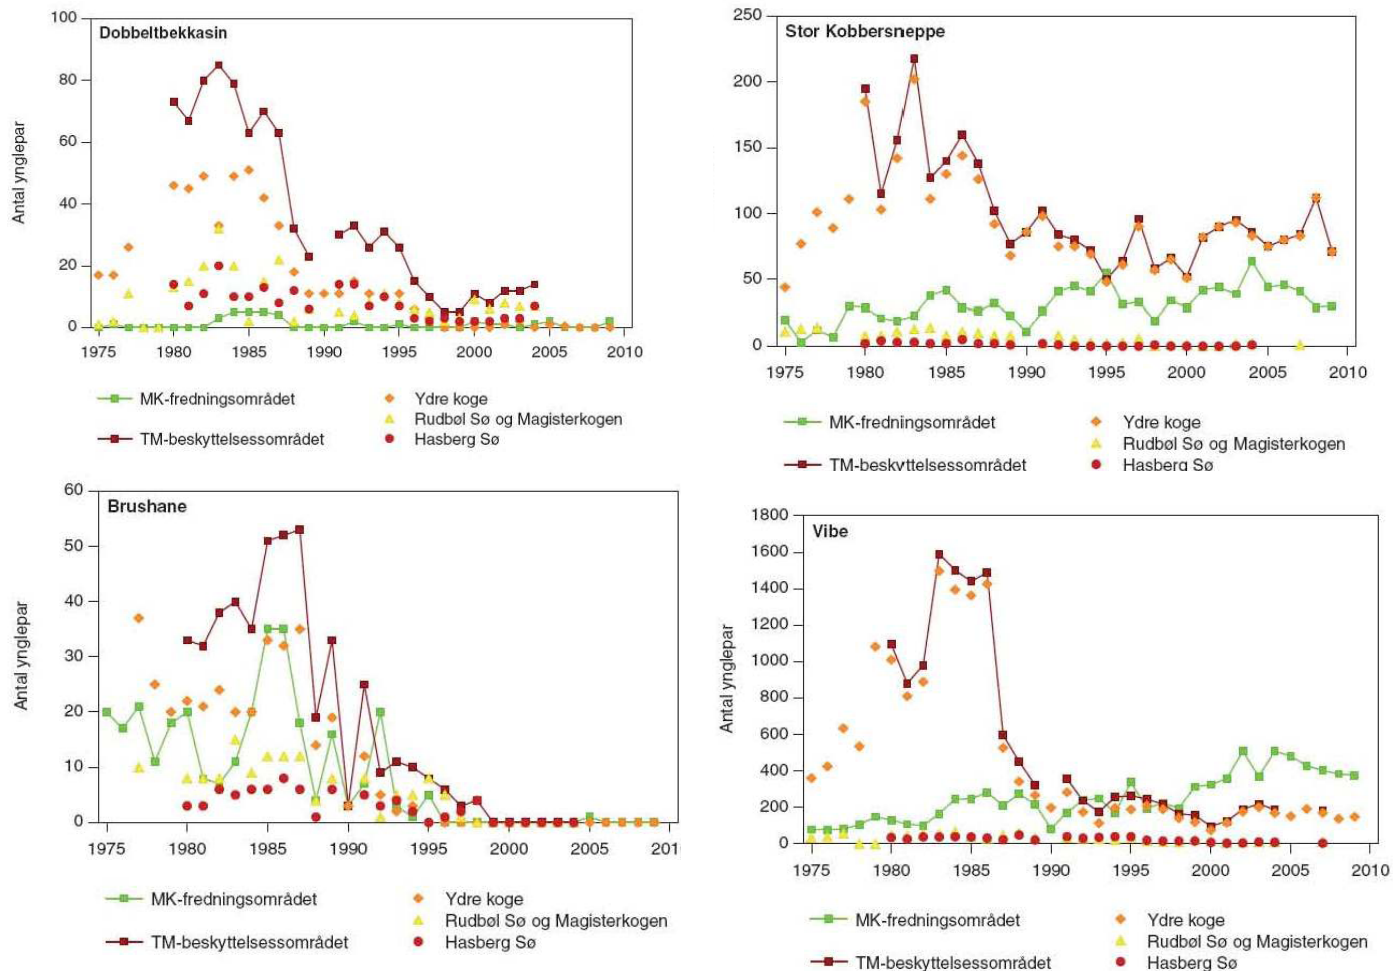 Dobbeltbekkasin
Antal ynglepar
100
80
60
40
20
0
1975 1980 1985 1990 1995 2000 2005 2010
MK-fredningsområdet
TM-beskyttelsessområdet
Ydre koge
Rudbøl Sø og Magisterkogen
Hasberg Sø
Stor Kobbersneppe
250
200
150
100
50
0
1975 1980 1985 1990 1995 2000 2005 2010
MK-fredningsområdet
TM-beskyttelsessområdet
Ydre koge
Rudbøl Sø og Magisterkogen
Hasberg Sø
Brushane
Antal ynglepar
60
50
40
30
20
10
0
1975 1980 1985 1990 1995 2000 2005 201
MK-fredningsområdet
TM-beskyttelsessområdet
Ydre koge
Rudbøl Sø og Magisterkogen
Hasberg Sø
Vibe
Antal ynglepar
1800
1600
1400
1200
1000
800
600
400
200
0
1975 1980 1985 1990 1995 2000 2005 2010
MK-fredningsområdet
TM-beskyttelsessområdet
Ydre koge
Rudbøl Sø og Magisterkogen
Hasberg Sø